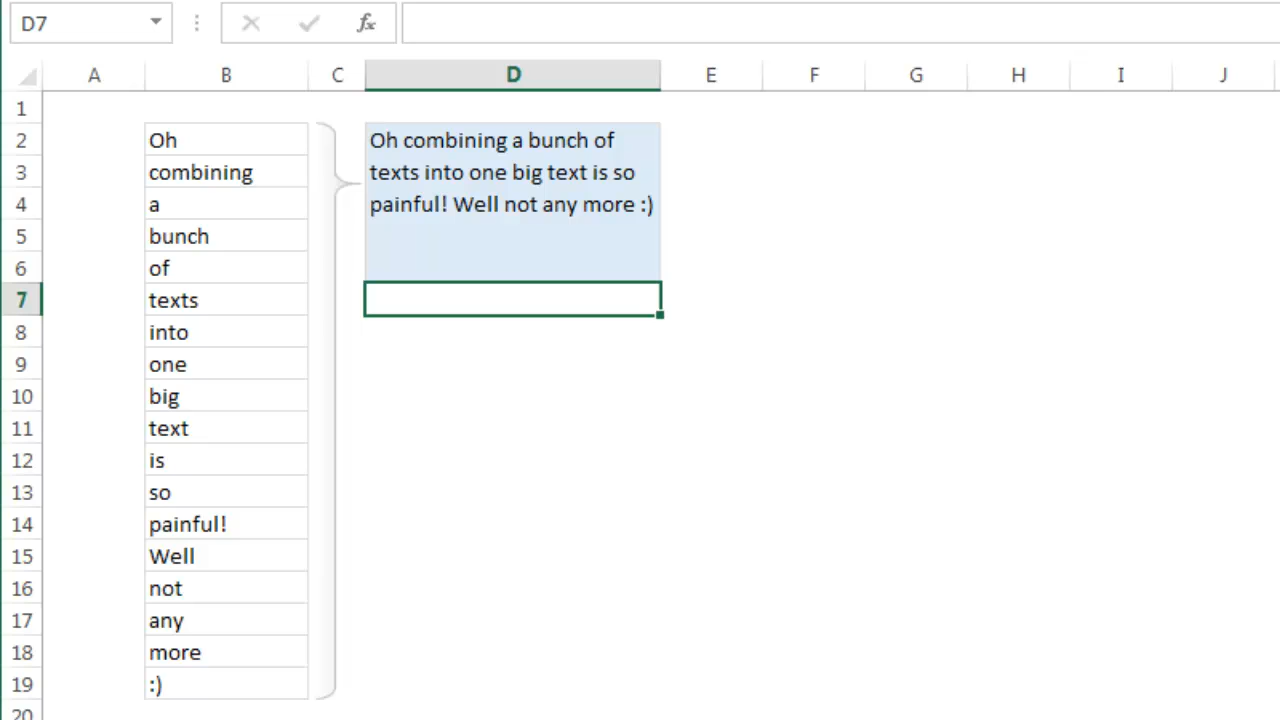 D7
fx
A B C D E F G H I J
1
2 Oh Oh combining a bunch of
3 combining texts into one big text is so
4 a painful! Well not any more :)
5 bunch
6 of
7 texts
8 into
9 one
10 big
11 text
12 is
13 so
14 painful!
15 Well
16 not
17 any
18 more
19 :)
20